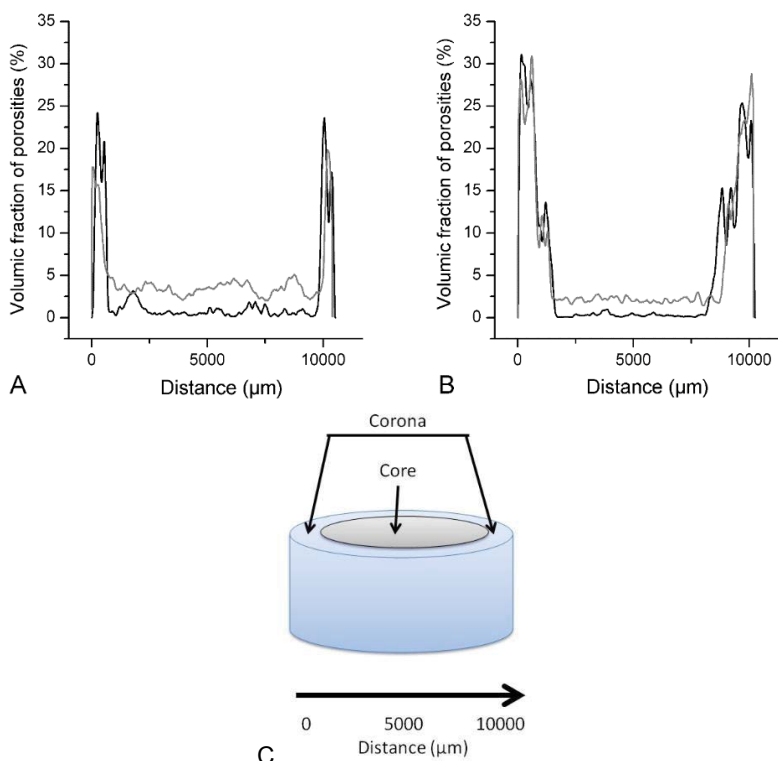 35
30
25
20
15
10
5
0
Volumic fraction of porosities (%)
0 5000 10000
Distance (µm)
A
35
30
25
20
15
10
5
0
Volumic fraction of porosities (%)
0 5000 10000
Distance (µm)
B
Corona
Core
0 5000 10000
Distance (µm)
C